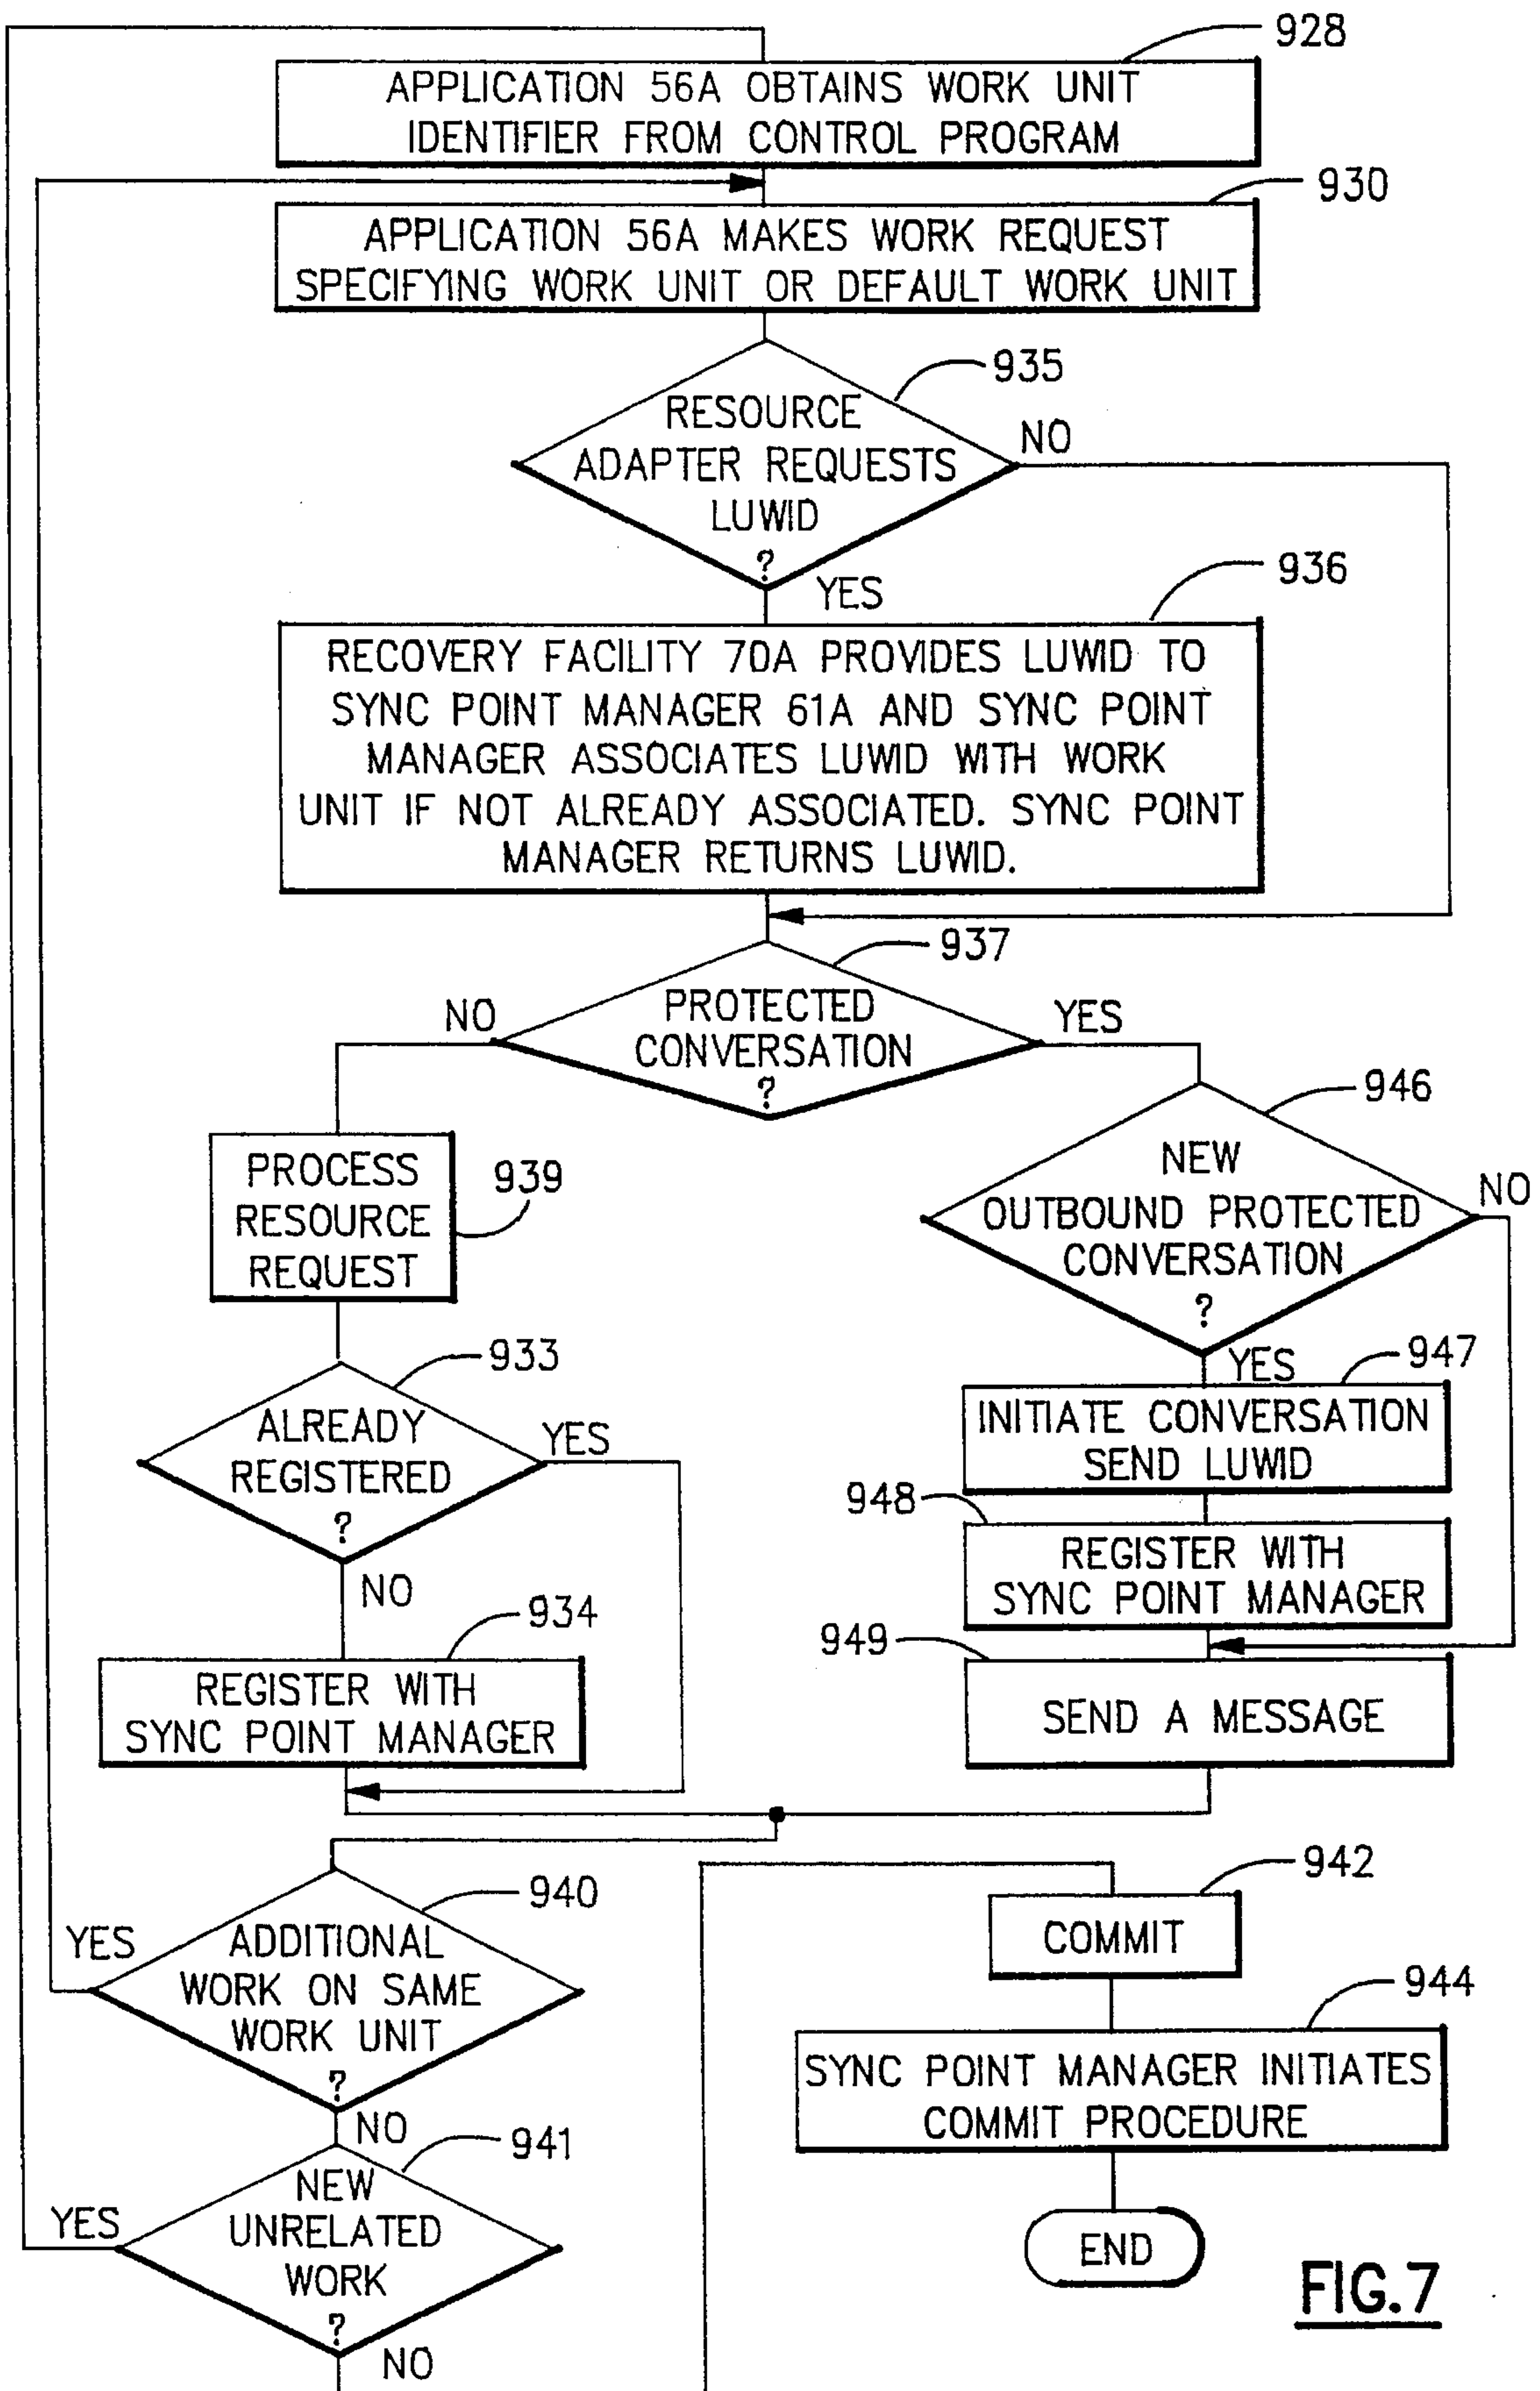 928
APPLICATION 56A OBTAINS WORK UNIT
IDENTIFIER FROM CONTROL PROGRAM
930
APPLICATION 56A MAKES WORK REQUEST
SPECIFYING WORK UNIT OR DEFAULT WORK UNIT
935
RESOURCE
ADAPTER REQUESTS
LUWID
?
NO
YES
936
RECOVERY FACILITY 70A PROVIDES LUWID TO
SYNC POINT MANAGER 61A AND SYNC POINT
MANAGER ASSOCIATES LUWID WITH WORK
UNIT IF NOT ALREADY ASSOCIATED. SYNC POINT
MANAGER RETURNS LUWID.
937
PROTECTED
CONVERSATION
?
NO
YES
PROCESS
RESOURCE
REQUEST
939
933
ALREADY
REGISTERED
?
YES
NO
934
REGISTER WITH
SYNC POINT MANAGER
946
NEW
OUTBOUND PROTECTED
CONVERSATION
?
NO
YES
947
INITIATE CONVERSATION
SEND LUWID
948
REGISTER WITH
SYNC POINT MANAGER
949
SEND A MESSAGE
940
YES
ADDITIONAL
WORK ON SAME
WORK UNIT
?
NO
941
YES
NEW
UNRELATED
WORK
?
NO
942
COMMIT
944
SYNC POINT MANAGER INITIATES
COMMIT PROCEDURE
END
FIG.7